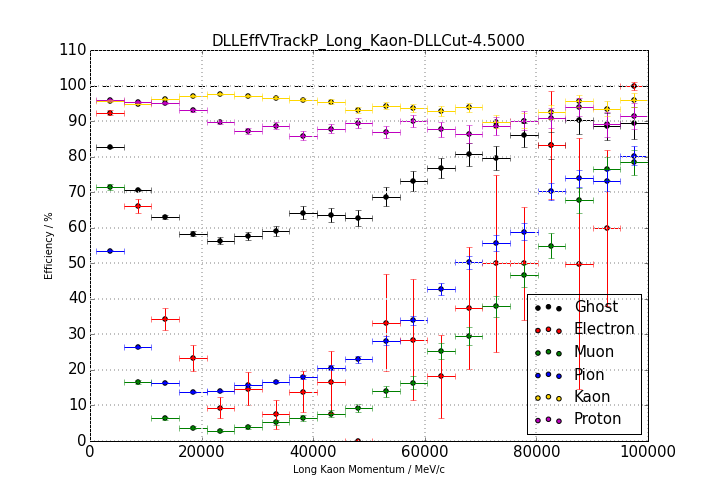 DLLEffVTrackP_Long_Kaon-DLLCut-4.5000
110
100
90
80
70
60
50
40
30
20
10
0
Efficiency / %
Ghost
Electron
Muon
Pion
Kaon
Proton
0 20000 40000 60000 80000 100000
Long Kaon Momentum / MeV/c